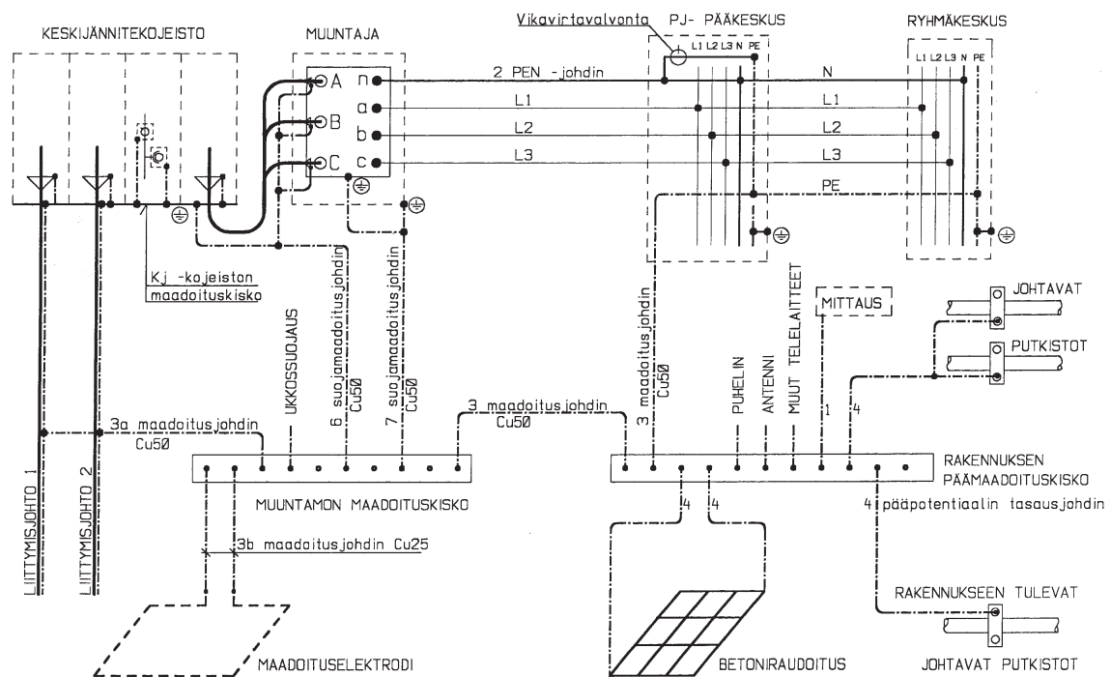 KESKIJÄNNITEKOJEISTO
MUUNTAJA
Vikavirtavalvonta
PJ- PÄÄKESKUS
RYHMÄKESKUS
L1 L2 L3 N PE
L1 L2 L3 N PE
A n
a
B
b
C c
2 PEN -johdin
N
L1
L1
L2
L2
L3
L3
PE
Kj -kojeiston
maadoituskisko
UKKOSSUOJAUS
6 suojamaadoitusjohdin
Cu50
7 suojamaadoitusjohdin
Cu50
3 maadoitusjohdin
Cu50
3 maadoitusjohdin
Cu50
PUHELIN
ANTENNI
MUUT TELELAITTEET
MITTAUS
1
4
JOHTAVAT
PUTKISTOT
3a maadoitusjohdin
Cu50
LIITTYMISJOHTO 1
LIITTYMISJOHTO 2
MUUNTAMON MAADOITUSKISKO
RAKENNUKSEN
PÄÄMAADOITUSKISKO
4
4
4 pääpotentiaalin tasausjohdin
3b maadoitusjohdin Cu25
MAADOITUSELEKTRODI
BETONIRAUDOITUS
RAKENNUKSEEN TULEVAT
JOHTAVAT PUTKISTOT